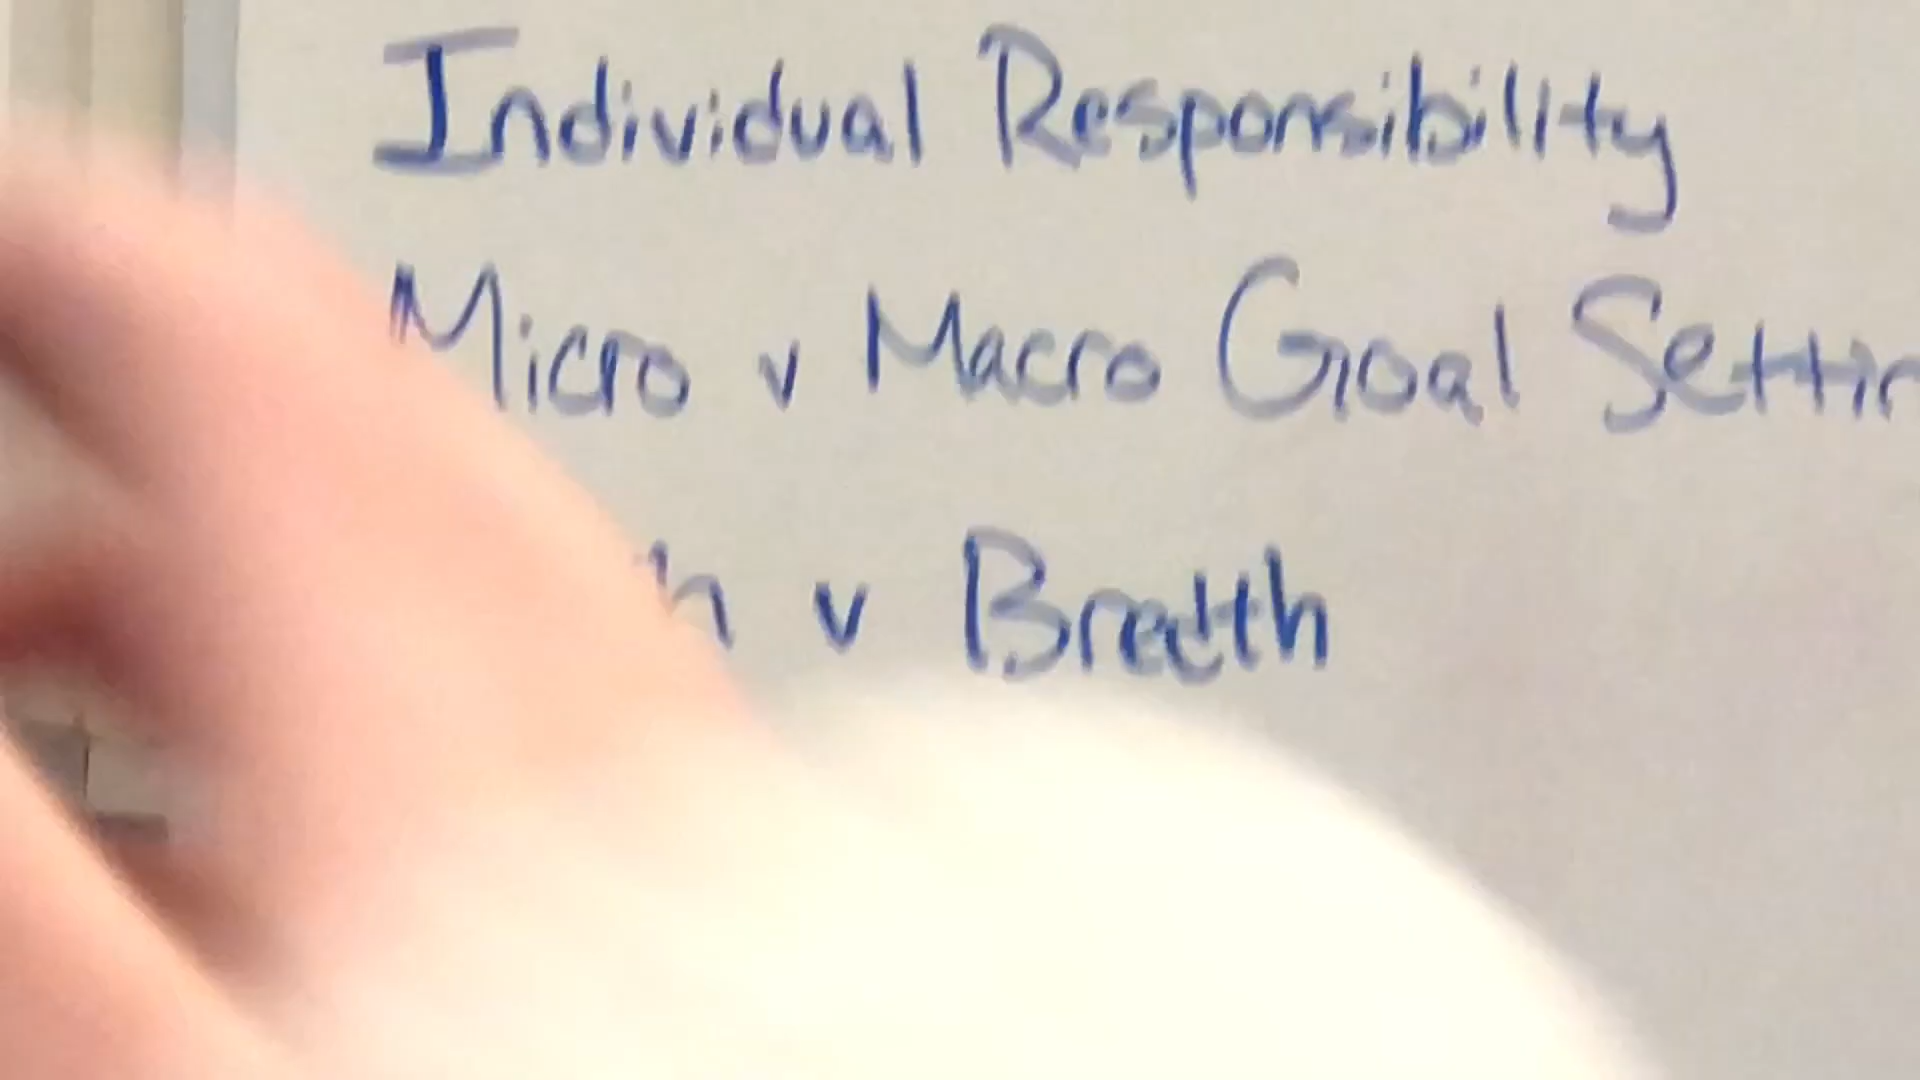 Individual Responsibility
Micro v Macro Goal Settin
h v Bredth